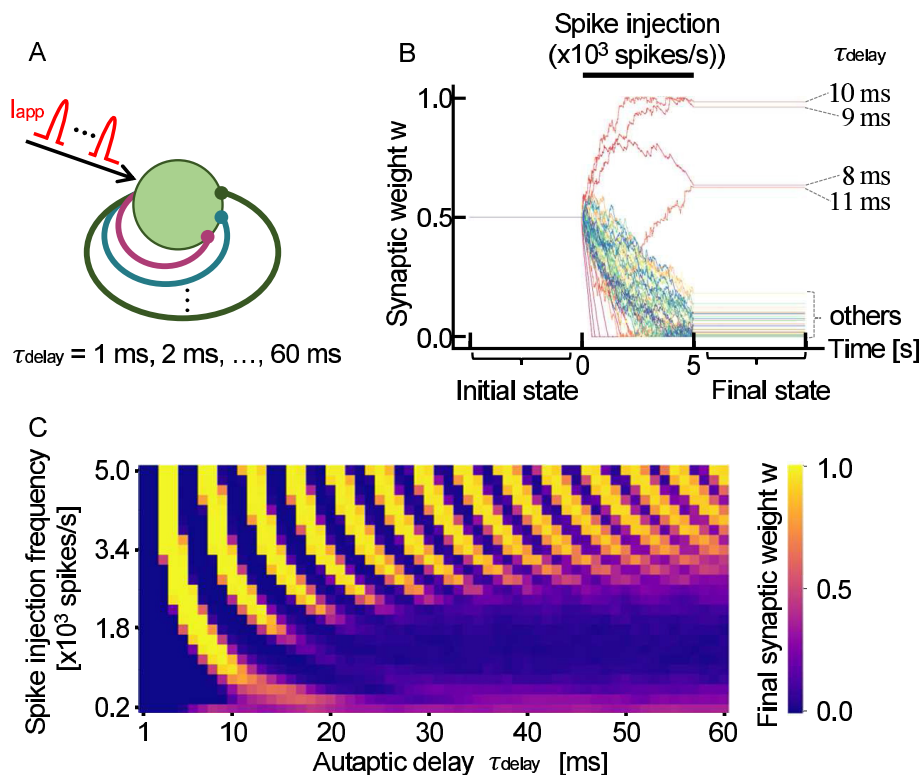 A
Iapp
τdelay = 1 ms, 2 ms, ..., 60 ms
B
Spike injection
(x10³ spikes/s))
τdelay
Synaptic weight w
1.0
0.5
0.0
10 ms
9 ms
8 ms
11 ms
others
Time [s]
0
5
Initial state
Final state
C
Spike injection frequency
[x10³ spikes/s]
5.0
3.4
1.8
0.2
1
10
20
30
40
50
60
Autaptic delay τdelay [ms]
Final synaptic weight w
1.0
0.5
0.0